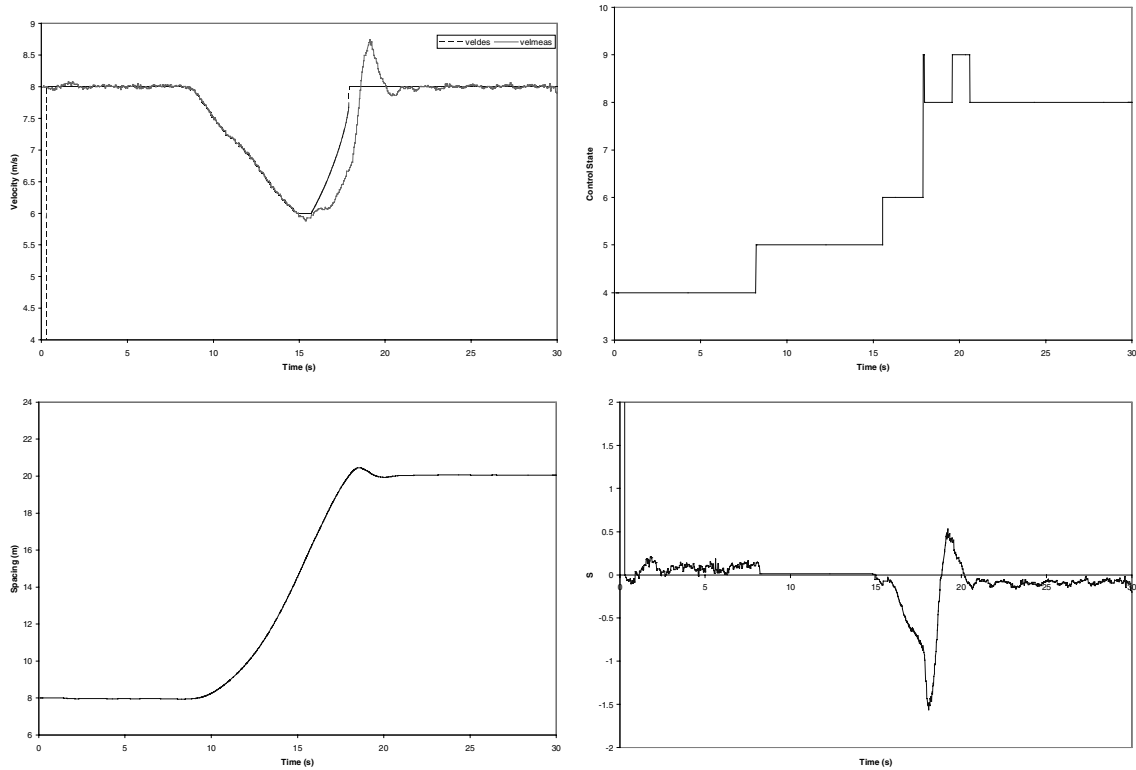 9
8.5
8
7.5
7
6.5
6
5.5
5
4.5
4
Velocity (m/s)
veldes velmeas
0 5 10 15 20 25 30
Time (s)
10
9
8
7
6
5
4
3
Control State
0 5 10 15 20 25 30
Time (s)
24
22
20
18
16
14
12
10
8
6
Spacing (m)
0 5 10 15 20 25 30
Time (s)
2
1.5
1
0.5
0
-0.5
-1
-1.5
-2
S
0 5 10 15 20 25 30
Time (s)